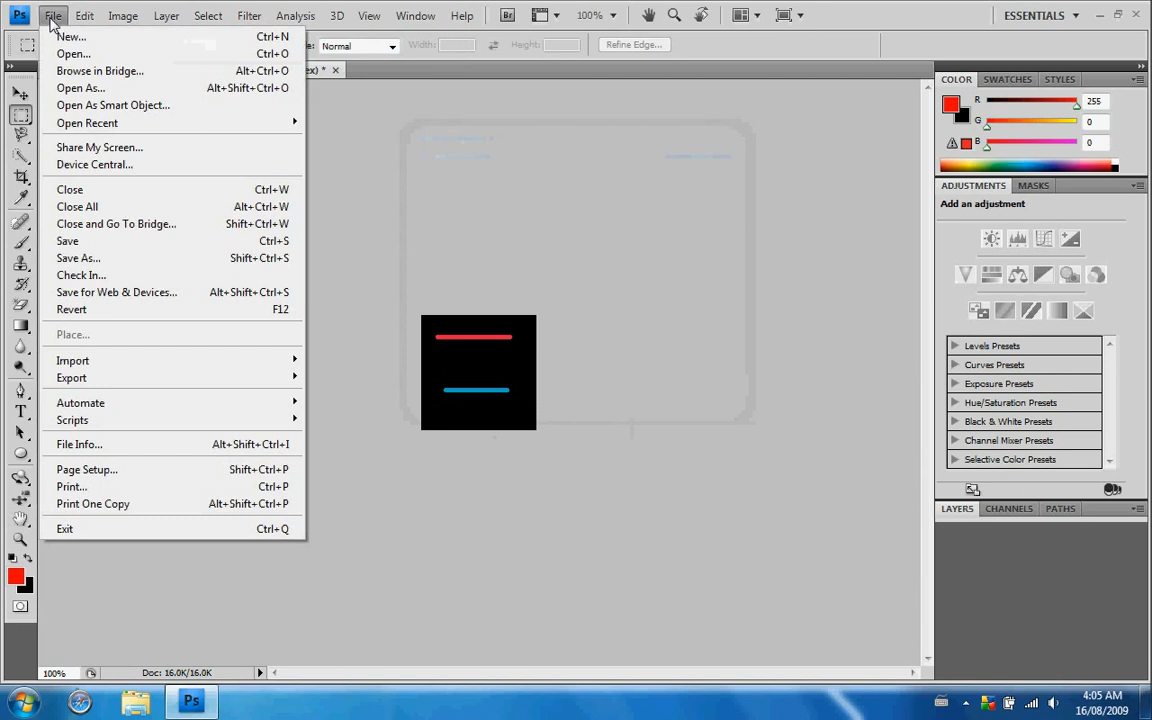 Ps File Edit Image Layer Select Filter Analysis 3D View Window Help Br 100% ESSENTIALS
Normal Width: Height: Refine Edge...
ex) *
New... Ctrl+N
Open... Ctrl+O
Browse in Bridge... Alt+Ctrl+O
Open As... Alt+Shift+Ctrl+O
Open As Smart Object...
Open Recent
Share My Screen...
Device Central...
Close Ctrl+W
Close All Alt+Ctrl+W
Close and Go To Bridge... Shift+Ctrl+W
Save Ctrl+S
Save As... Shift+Ctrl+S
Check In...
Save for Web & Devices... Alt+Shift+Ctrl+S
Revert F12
Place...
Import
Export
Automate
Scripts
File Info... Alt+Shift+Ctrl+I
Page Setup... Shift+Ctrl+P
Print... Ctrl+P
Print One Copy Alt+Shift+Ctrl+P
Exit Ctrl+Q
COLOR SWATCHES STYLES
R 255
G 0
B 0
ADJUSTMENTS MASKS
Add an adjustment
Levels Presets
Curves Presets
Exposure Presets
Hue/Saturation Presets
Black & White Presets
Channel Mixer Presets
Selective Color Presets
LAYERS CHANNELS PATHS
100% Doc: 16.0K/16.0K
Ps
4:05 AM
16/08/2009